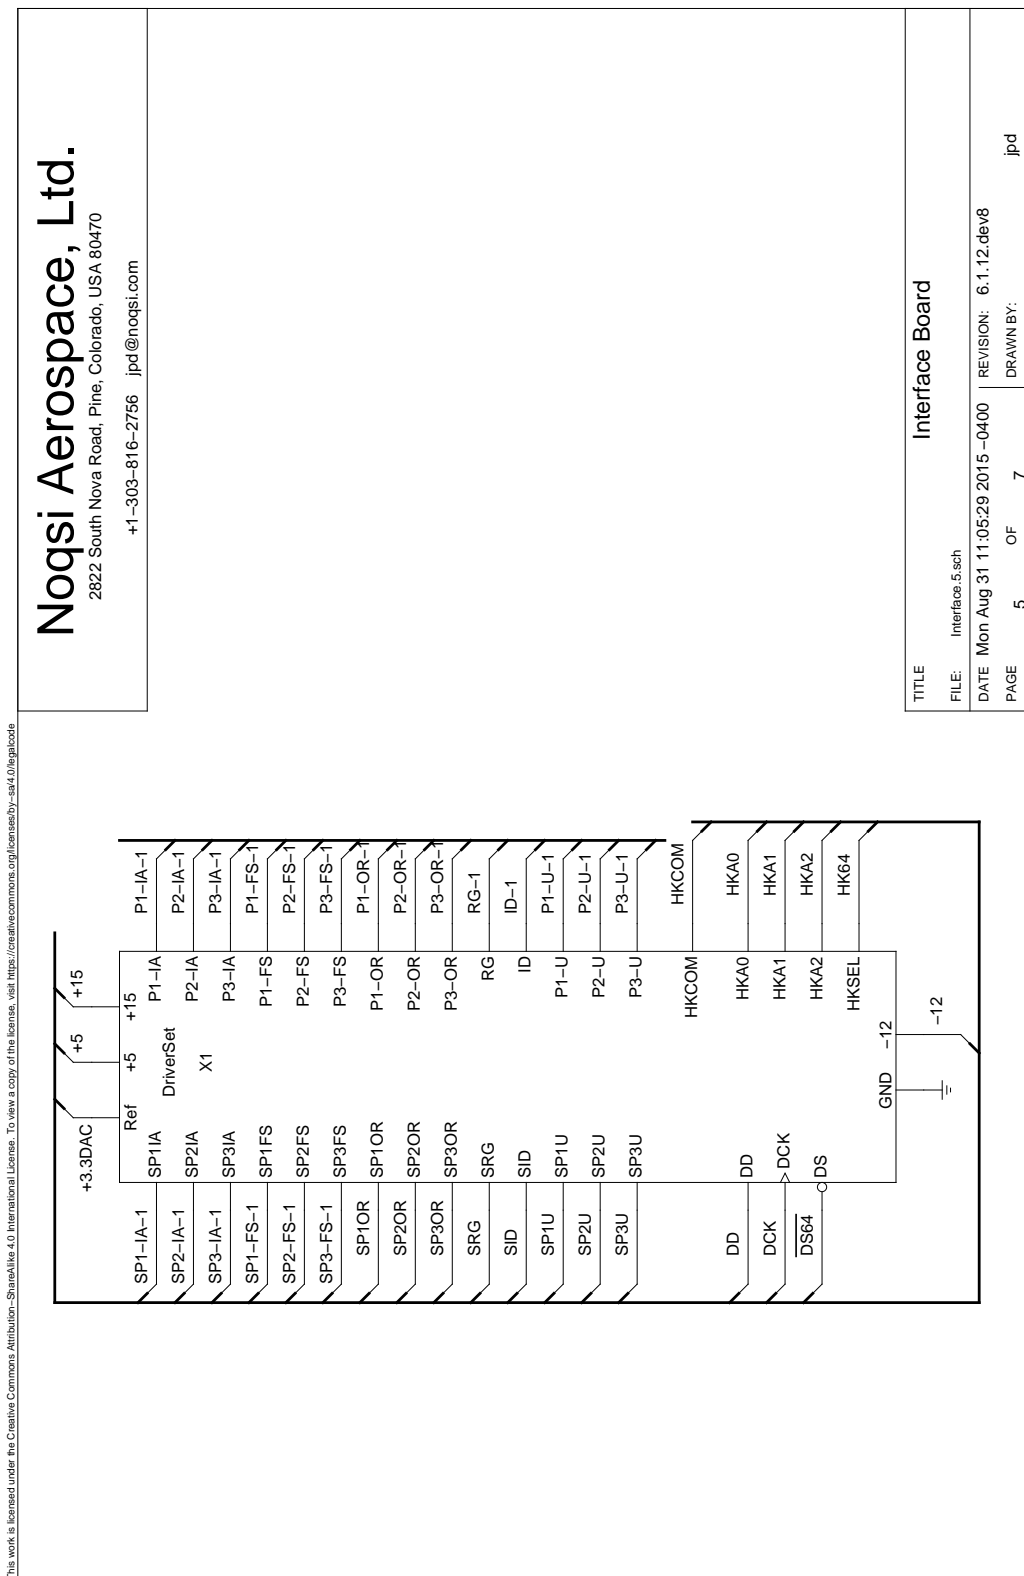 This work is licensed under the Creative Commons Attribution−ShareAlike 4.0 International License. To view a copy of the license, visit https://creativecommons.org/licenses/by−sa/4.0/legalcode
Noqsi Aerospace, Ltd.
2822 South Nova Road, Pine, Colorado, USA 80470
+1−303−816−2756 jpd@noqsi.com
+3.3DAC
+5
+15
Ref
+5
+15
DriverSet
X1
SP1−IA−1 SP1IA P1−IA P1−IA−1
SP2−IA−1 SP2IA P2−IA P2−IA−1
SP3−IA−1 SP3IA P3−IA P3−IA−1
SP1−FS−1 SP1FS P1−FS P1−FS−1
SP2−FS−1 SP2FS P2−FS P2−FS−1
SP3−FS−1 SP3FS P3−FS P3−FS−1
SP1OR SP1OR P1−OR P1−OR−1
SP2OR SP2OR P2−OR P2−OR−1
SP3OR SP3OR P3−OR P3−OR−1
SRG SRG RG RG−1
SID SID ID ID−1
SP1U SP1U P1−U P1−U−1
SP2U SP2U P2−U P2−U−1
SP3U SP3U P3−U P3−U−1
HKCOM HKCOM
DD DD HKA0 HKA0
DCK DCK HKA1 HKA1
DS64 DS HKA2 HKA2
HKSEL HK64
GND −12
−12
TITLE Interface Board
FILE: Interface.5.sch
DATE Mon Aug 31 11:05:29 2015 −0400 REVISION: 6.1.12.dev8
PAGE 5 OF 7 DRAWN BY: jpd